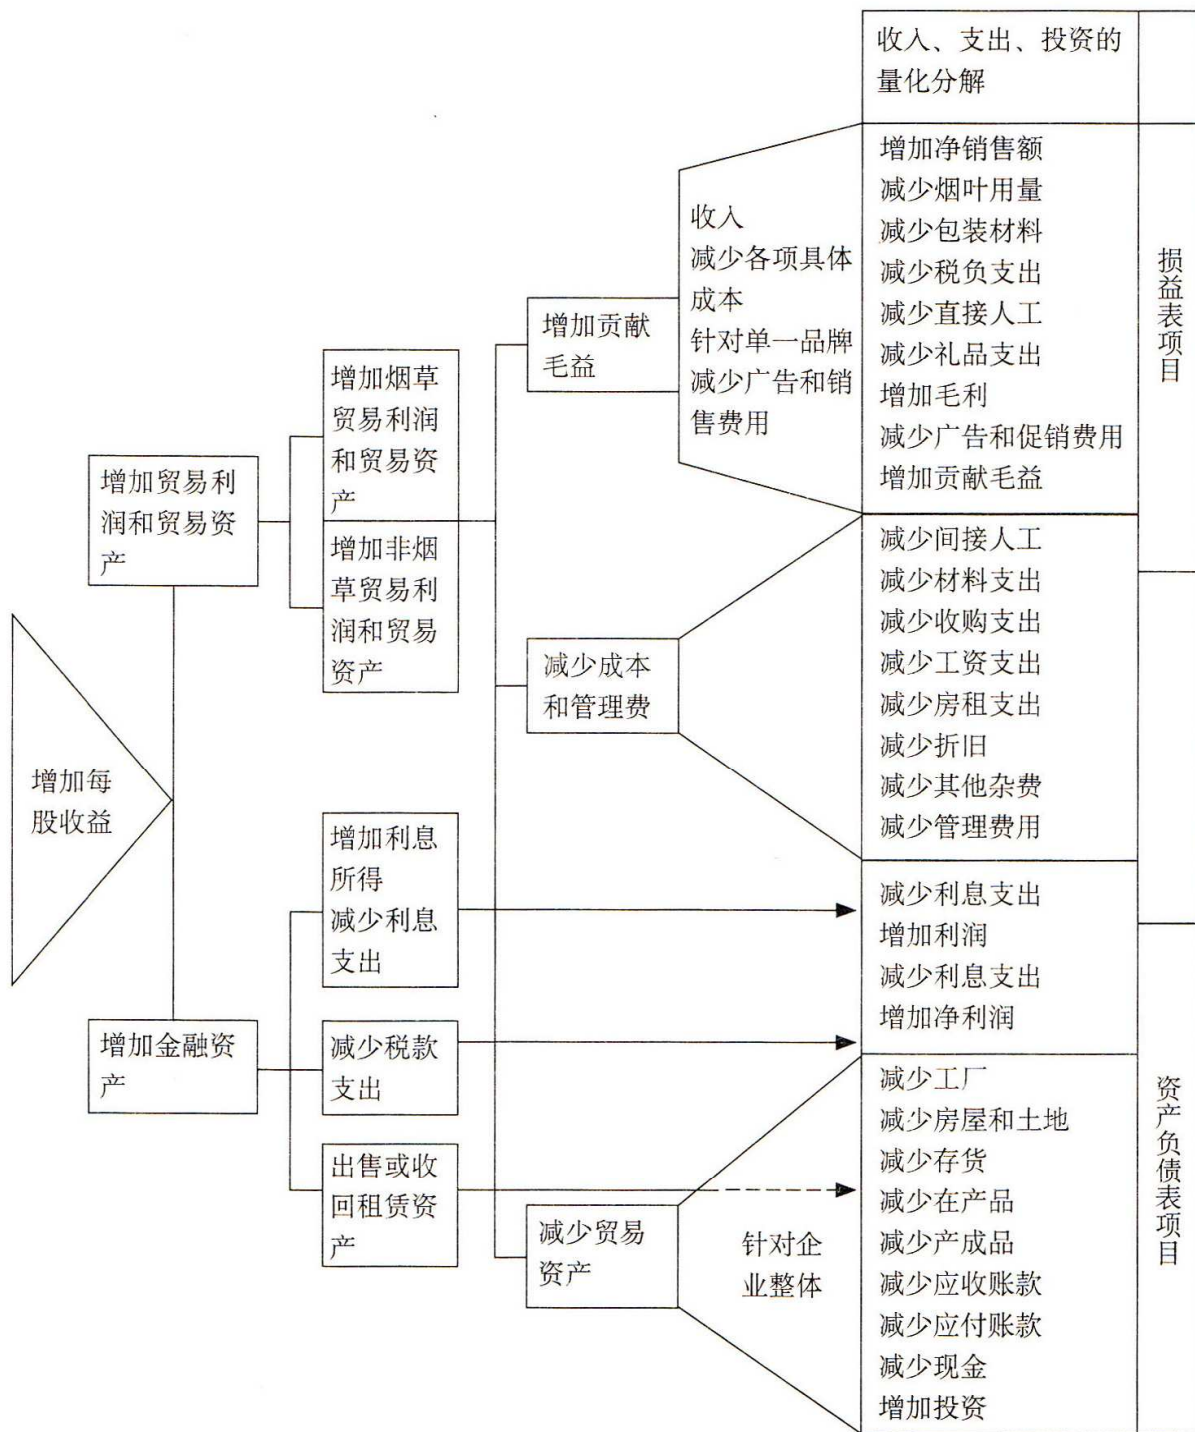 增加每
股收益
增加贸易利
润和贸易资
产
增加金融资
产
增加烟草
贸易利润
和贸易资
产
增加非烟
草贸易利
润和贸易
资产
增加利息
所得
减少利息
支出
减少税款
支出
出售或收
回租赁资
产
增加贡献
毛益
减少成本
和管理费
减少贸易
资产
收入
减少各项具体
成本
针对单一品牌
减少广告和销
售费用
针对企
业整体
收入、支出、投资的
量化分解
增加净销售额
减少烟叶用量
减少包装材料
减少税负支出
减少直接人工
减少礼品支出
增加毛利
减少广告和促销费用
增加贡献毛益
减少间接人工
减少材料支出
减少收购支出
减少工资支出
减少房租支出
减少折旧
减少其他杂费
减少管理费用
减少利息支出
增加利润
减少利息支出
增加净利润
减少工厂
减少房屋和土地
减少存货
减少在产品
减少产成品
减少应收账款
减少应付账款
减少现金
增加投资
损益表项目
资产负债表项目